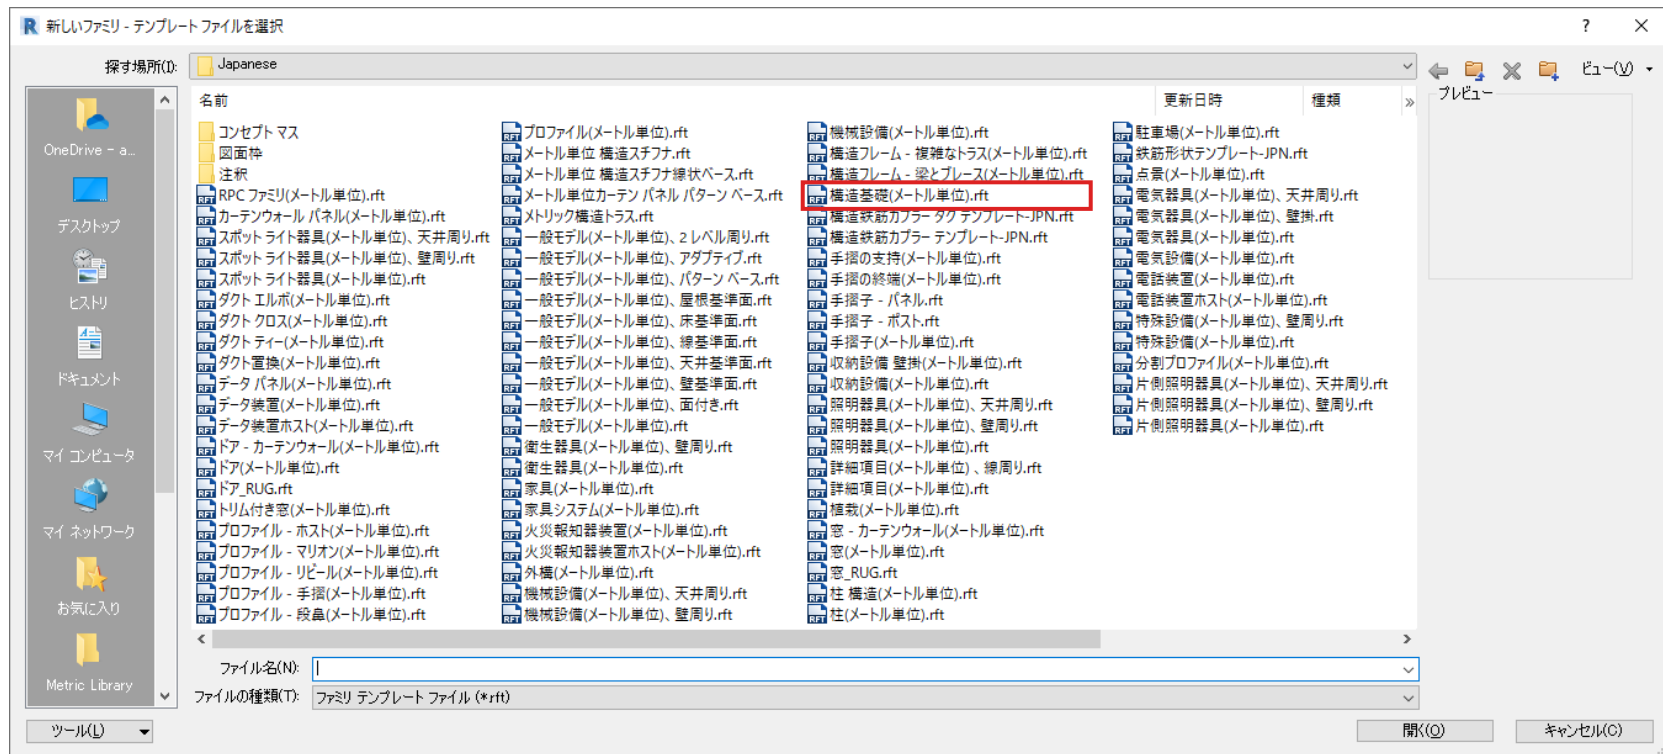 新しいファミリ - テンプレート ファイルを選択
探す場所(I):
Japanese
ビュー(V)
プレビュー
OneDrive - a...
デスクトップ
ヒストリ
ドキュメント
マイ コンピュータ
マイ ネットワーク
お気に入り
Metric Library
名前
更新日時
種類
コンセプト マス
図面枠
注釈
RPC ファミリ(メートル単位).rft
カーテンウォール パネル(メートル単位).rft
スポット ライト器具(メートル単位)、天井周り.rft
スポット ライト器具(メートル単位)、壁周り.rft
スポット ライト器具(メートル単位).rft
ダクト エルボ(メートル単位).rft
ダクト クロス(メートル単位).rft
ダクト ティー(メートル単位).rft
ダクト置換(メートル単位).rft
データ パネル(メートル単位).rft
データ装置(メートル単位).rft
データ装置ホスト(メートル単位).rft
ドア - カーテンウォール(メートル単位).rft
ドア(メートル単位).rft
ドア_RUG.rft
トリム付き窓(メートル単位).rft
プロファイル - ホスト(メートル単位).rft
プロファイル - マリオン(メートル単位).rft
プロファイル - リビール(メートル単位).rft
プロファイル - 手摺(メートル単位).rft
プロファイル - 段鼻(メートル単位).rft
プロファイル(メートル単位).rft
メートル単位 構造スチフナ.rft
メートル単位 構造スチフナ線状ベース.rft
メートル単位カーテン パネル パターン ベース.rft
メトリック構造トラス.rft
一般モデル(メートル単位)、2 レベル周り.rft
一般モデル(メートル単位)、アダプティブ.rft
一般モデル(メートル単位)、パターン ベース.rft
一般モデル(メートル単位)、屋根基準面.rft
一般モデル(メートル単位)、床基準面.rft
一般モデル(メートル単位)、線基準面.rft
一般モデル(メートル単位)、天井基準面.rft
一般モデル(メートル単位)、壁基準面.rft
一般モデル(メートル単位)、面付き.rft
一般モデル(メートル単位).rft
衛生器具(メートル単位)、壁周り.rft
衛生器具(メートル単位).rft
家具(メートル単位).rft
家具システム(メートル単位).rft
火災報知器装置(メートル単位).rft
火災報知器装置ホスト(メートル単位).rft
外構(メートル単位).rft
機械設備(メートル単位)、天井周り.rft
機械設備(メートル単位)、壁周り.rft
機械設備(メートル単位).rft
構造フレーム - 複雑なトラス(メートル単位).rft
構造フレーム - 梁とブレース(メートル単位).rft
構造基礎(メートル単位).rft
構造鉄筋カプラー タグ テンプレート-JPN.rft
構造鉄筋カプラー テンプレート-JPN.rft
手摺の支持(メートル単位).rft
手摺の終端(メートル単位).rft
手摺子 - パネル.rft
手摺子 - ポスト.rft
手摺子(メートル単位).rft
収納設備 壁掛(メートル単位).rft
収納設備(メートル単位).rft
照明器具(メートル単位)、天井周り.rft
照明器具(メートル単位)、壁周り.rft
照明器具(メートル単位).rft
詳細項目(メートル単位) 、線周り.rft
詳細項目(メートル単位).rft
植栽(メートル単位).rft
窓 - カーテンウォール(メートル単位).rft
窓(メートル単位).rft
窓_RUG.rft
柱 構造(メートル単位).rft
柱(メートル単位).rft
駐車場(メートル単位).rft
鉄筋形状テンプレート-JPN.rft
点景(メートル単位).rft
電気器具(メートル単位)、天井周り.rft
電気器具(メートル単位)、壁掛.rft
電気器具(メートル単位).rft
電気設備(メートル単位).rft
電話装置(メートル単位).rft
電話装置ホスト(メートル単位).rft
特殊設備(メートル単位)、壁周り.rft
特殊設備(メートル単位).rft
分割プロファイル(メートル単位).rft
片側照明器具(メートル単位)、天井周り.rft
片側照明器具(メートル単位)、壁周り.rft
片側照明器具(メートル単位).rft
ファイル名(N):
ファイルの種類(T):
ファミリ テンプレート ファイル (*.rft)
ツール(L)
開く(O)
キャンセル(C)